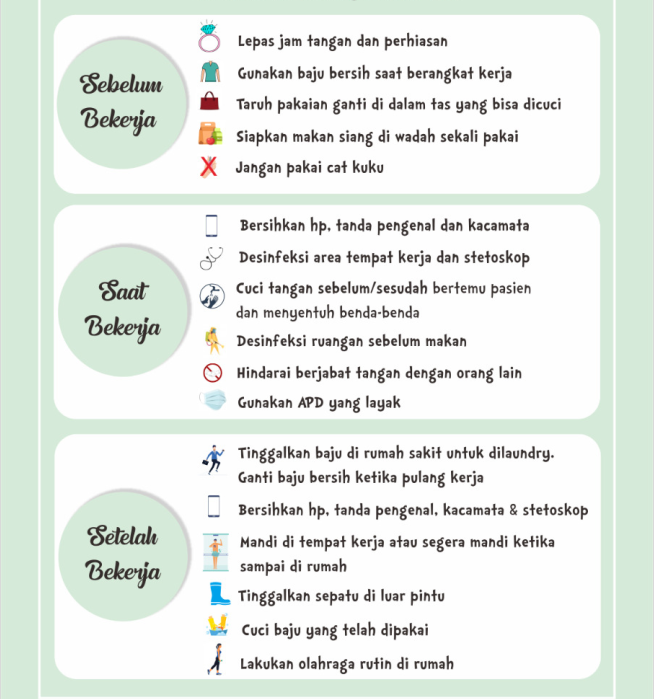 Sebelum
Bekerja
Lepas jam tangan dan perhiasan
Gunakan baju bersih saat berangkat kerja
Taruh pakaian ganti di dalam tas yang bisa dicuci
Siapkan makan siang di wadah sekali pakai
Jangan pakai cat kuku
Saat
Bekerja
Bersihkan hp, tanda pengenal dan kacamata
Desinfeksi area tempat kerja dan stetoskop
Cuci tangan sebelum/sesudah bertemu pasien
dan menyentuh benda-benda
Desinfeksi ruangan sebelum makan
Hindarai berjabat tangan dengan orang lain
Gunakan APD yang layak
Setelah
Bekerja
Tinggalkan baju di rumah sakit untuk dilaundry.
Ganti baju bersih ketika pulang kerja
Bersihkan hp, tanda pengenal, kacamata & stetoskop
Mandi di tempat kerja atau segera mandi ketika
sampai di rumah
Tinggalkan sepatu di luar pintu
Cuci baju yang telah dipakai
Lakukan olahraga rutin di rumah